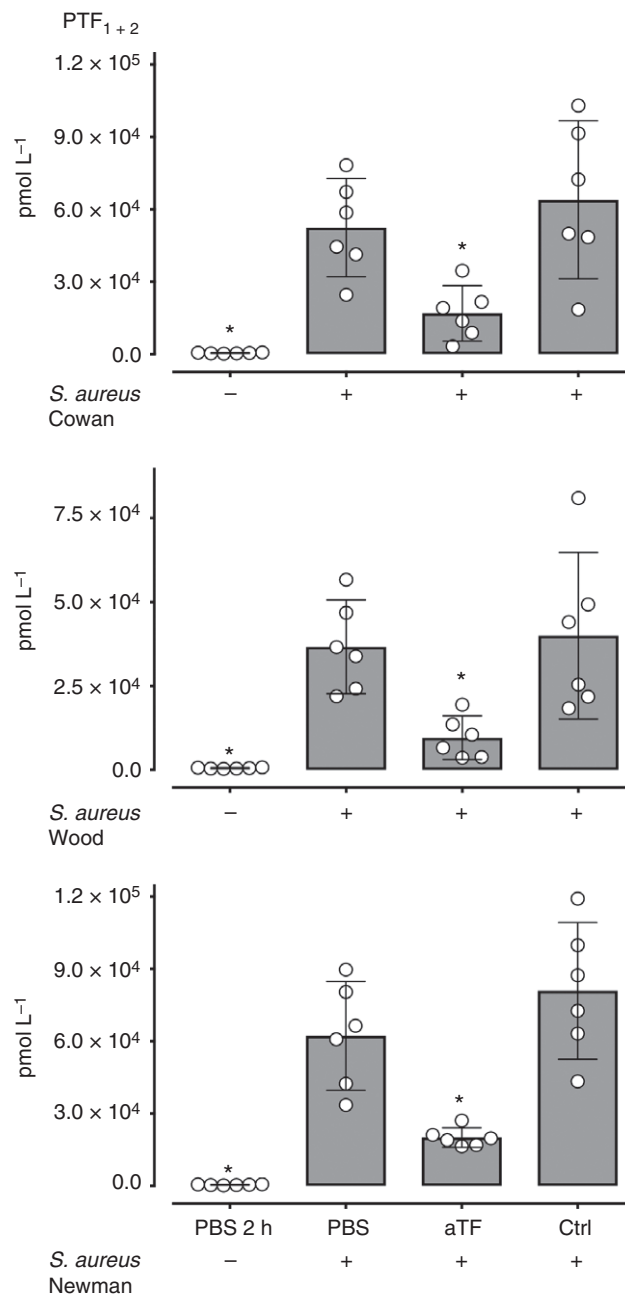 PTF1 + 2
1.2 × 10⁵
9.0 × 10⁴
6.0 × 10⁴
3.0 × 10⁴
0.0
pmol L⁻¹
* *
S. aureus − + + +
Cowan
7.5 × 10⁴
5.0 × 10⁴
2.5 × 10⁴
0.0
pmol L⁻¹
* *
S. aureus − + + +
Wood
1.2 × 10⁵
9.0 × 10⁴
6.0 × 10⁴
3.0 × 10⁴
0.0
pmol L⁻¹
* *
PBS 2 h PBS aTF Ctrl
S. aureus − + + +
Newman